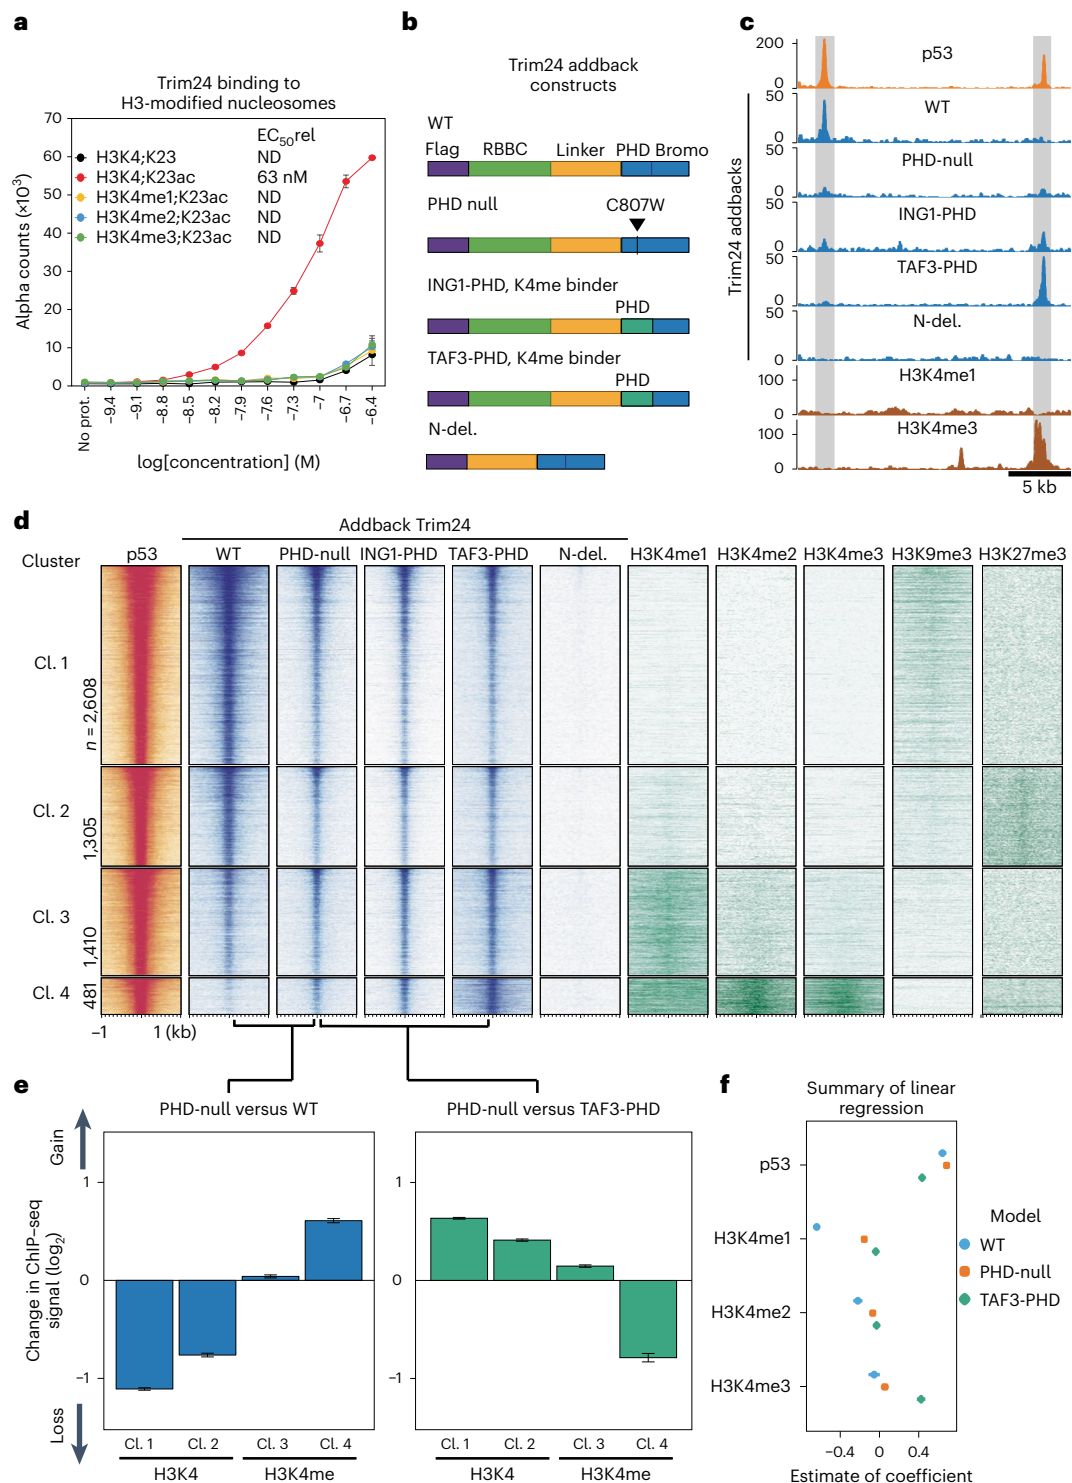 a
Trim24 binding to
H3-modified nucleosomes
Alpha counts (×10³)
70
60
50
40
30
20
10
0
EC50rel
H3K4;K23 ND
H3K4;K23ac 63 nM
H3K4me1;K23ac ND
H3K4me2;K23ac ND
H3K4me3;K23ac ND
No prot.
−9.4
−9.1
−8.8
−8.5
−8.2
−7.9
−7.6
−7.3
−7
−6.7
−6.4
log[concentration] (M)
b
Trim24 addback
constructs
WT
Flag RBBC Linker PHD Bromo
PHD null
C807W
ING1-PHD, K4me binder
PHD
TAF3-PHD, K4me binder
PHD
N-del.
c
Trim24 addbacks
200
0
p53
50
0
WT
50
0
PHD-null
50
0
ING1-PHD
50
0
TAF3-PHD
50
0
N-del.
100
0
H3K4me1
100
0
H3K4me3
5 kb
d
Addback Trim24
Cluster p53 WT PHD-null ING1-PHD TAF3-PHD N-del. H3K4me1 H3K4me2 H3K4me3 H3K9me3 H3K27me3
Cl. 1
n = 2,608
Cl. 2
1,305
Cl. 3
1,410
Cl. 4
481
−1 1 (kb)
e
PHD-null versus WT
Gain
Change in ChIP–seq
signal (log2)
Loss
1
0
−1
Cl. 1 Cl. 2 Cl. 3 Cl. 4
H3K4 H3K4me
PHD-null versus TAF3-PHD
1
0
−1
Cl. 1 Cl. 2 Cl. 3 Cl. 4
H3K4 H3K4me
f
Summary of linear
regression
p53
H3K4me1
H3K4me2
H3K4me3
−0.4 0 0.4
Estimate of coefficient
Model
WT
PHD-null
TAF3-PHD